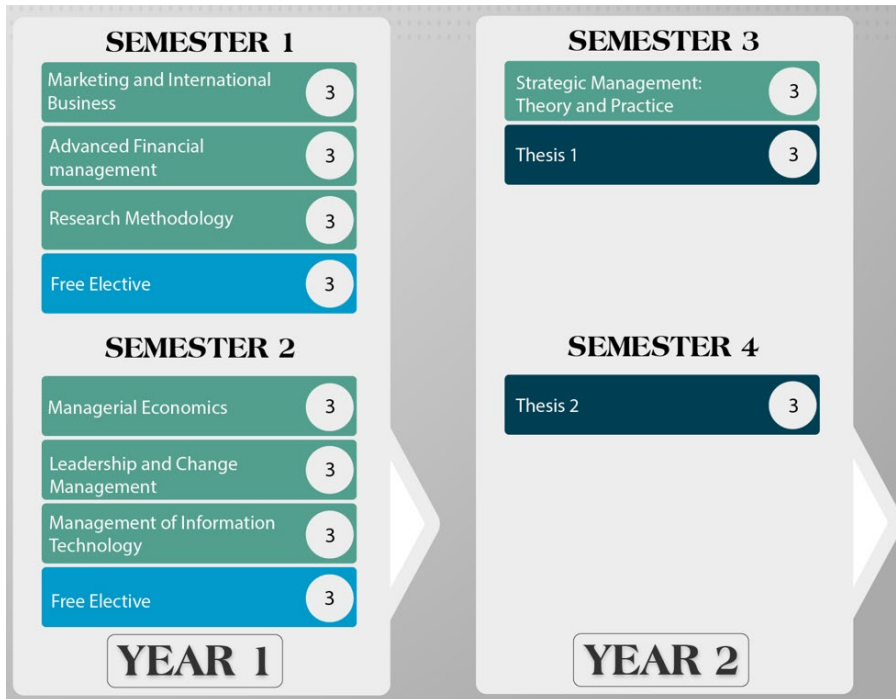 SEMESTER 1
Marketing and International
Business
3
Advanced Financial
management
3
Research Methodology
3
Free Elective
3
SEMESTER 2
Managerial Economics
3
Leadership and Change
Management
3
Management of Information
Technology
3
Free Elective
3
YEAR 1
SEMESTER 3
Strategic Management:
Theory and Practice
3
Thesis 1
3
SEMESTER 4
Thesis 2
3
YEAR 2